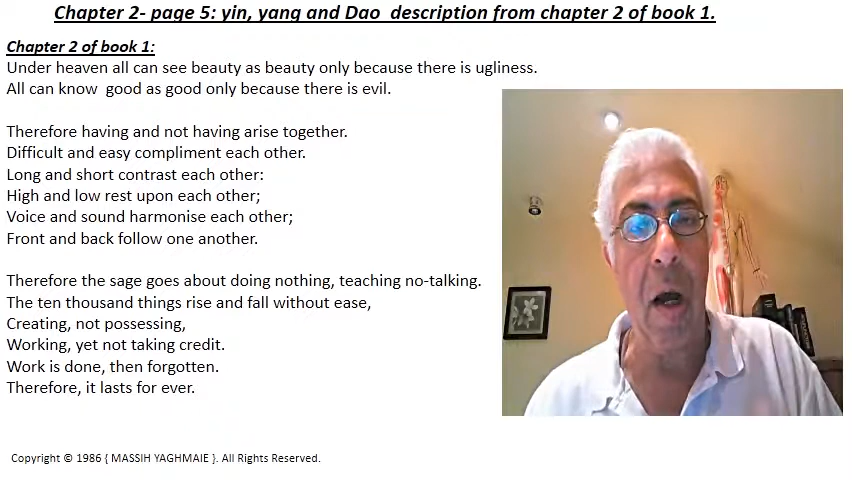 Chapter 2- page 5: yin, yang and Dao description from chapter 2 of book 1.
Chapter 2 of book 1:
Under heaven all can see beauty as beauty only because there is ugliness.
All can know good as good only because there is evil.
Therefore having and not having arise together.
Difficult and easy compliment each other.
Long and short contrast each other:
High and low rest upon each other;
Voice and sound harmonise each other;
Front and back follow one another.
Therefore the sage goes about doing nothing, teaching no-talking.
The ten thousand things rise and fall without ease,
Creating, not possessing,
Working, yet not taking credit.
Work is done, then forgotten.
Therefore, it lasts for ever.
Copyright © 1986 { MASSIH YAGHMAIE }. All Rights Reserved.